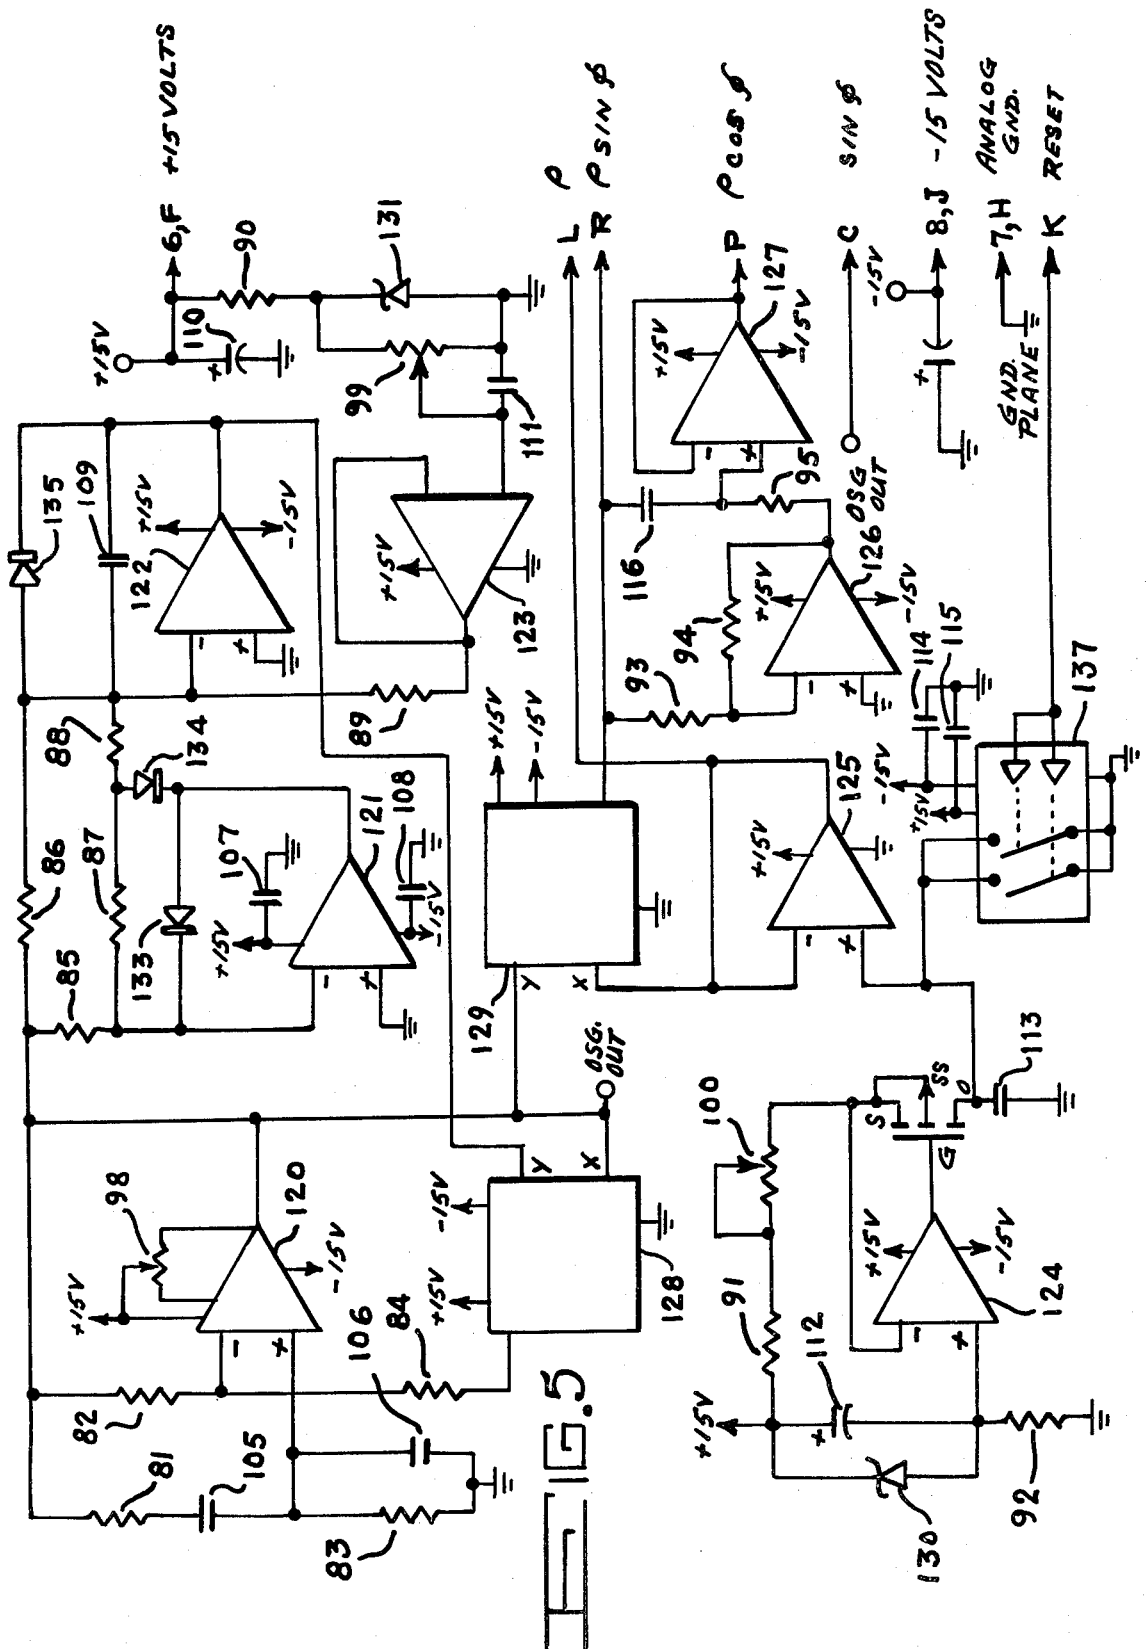 +15V
135
109
122
+15V
-
+
-15V
88
86
87
134
85
133
+15V
107
121
-
+
108
-15V
98
+15V
120
-
+
-15V
82
81
105
106
84
83
+15V
-15V
128
Y
X
OSG.
OUT
129
Y
X
+15V
-15V
89
123
+15V
99
111
131
90
110
+
+15V
6,F +15 VOLTS
L ρ
R ρ SIN ø
P ρ COS ø
C SIN ø
8,J -15 VOLTS
7,H ANALOG
GND.
K RESET
FIG.5
116
95
127
+15V
-
+
-15V
93
94
126
+15V
-
+
-15V
OSG
OUT
-15V
+
GND.
PLANE
125
+15V
-
+
114
115
-15V
+15V
137
100
91
112
+15V
+
130
92
124
+15V
-
+
-15V
S
SS
G
D
113